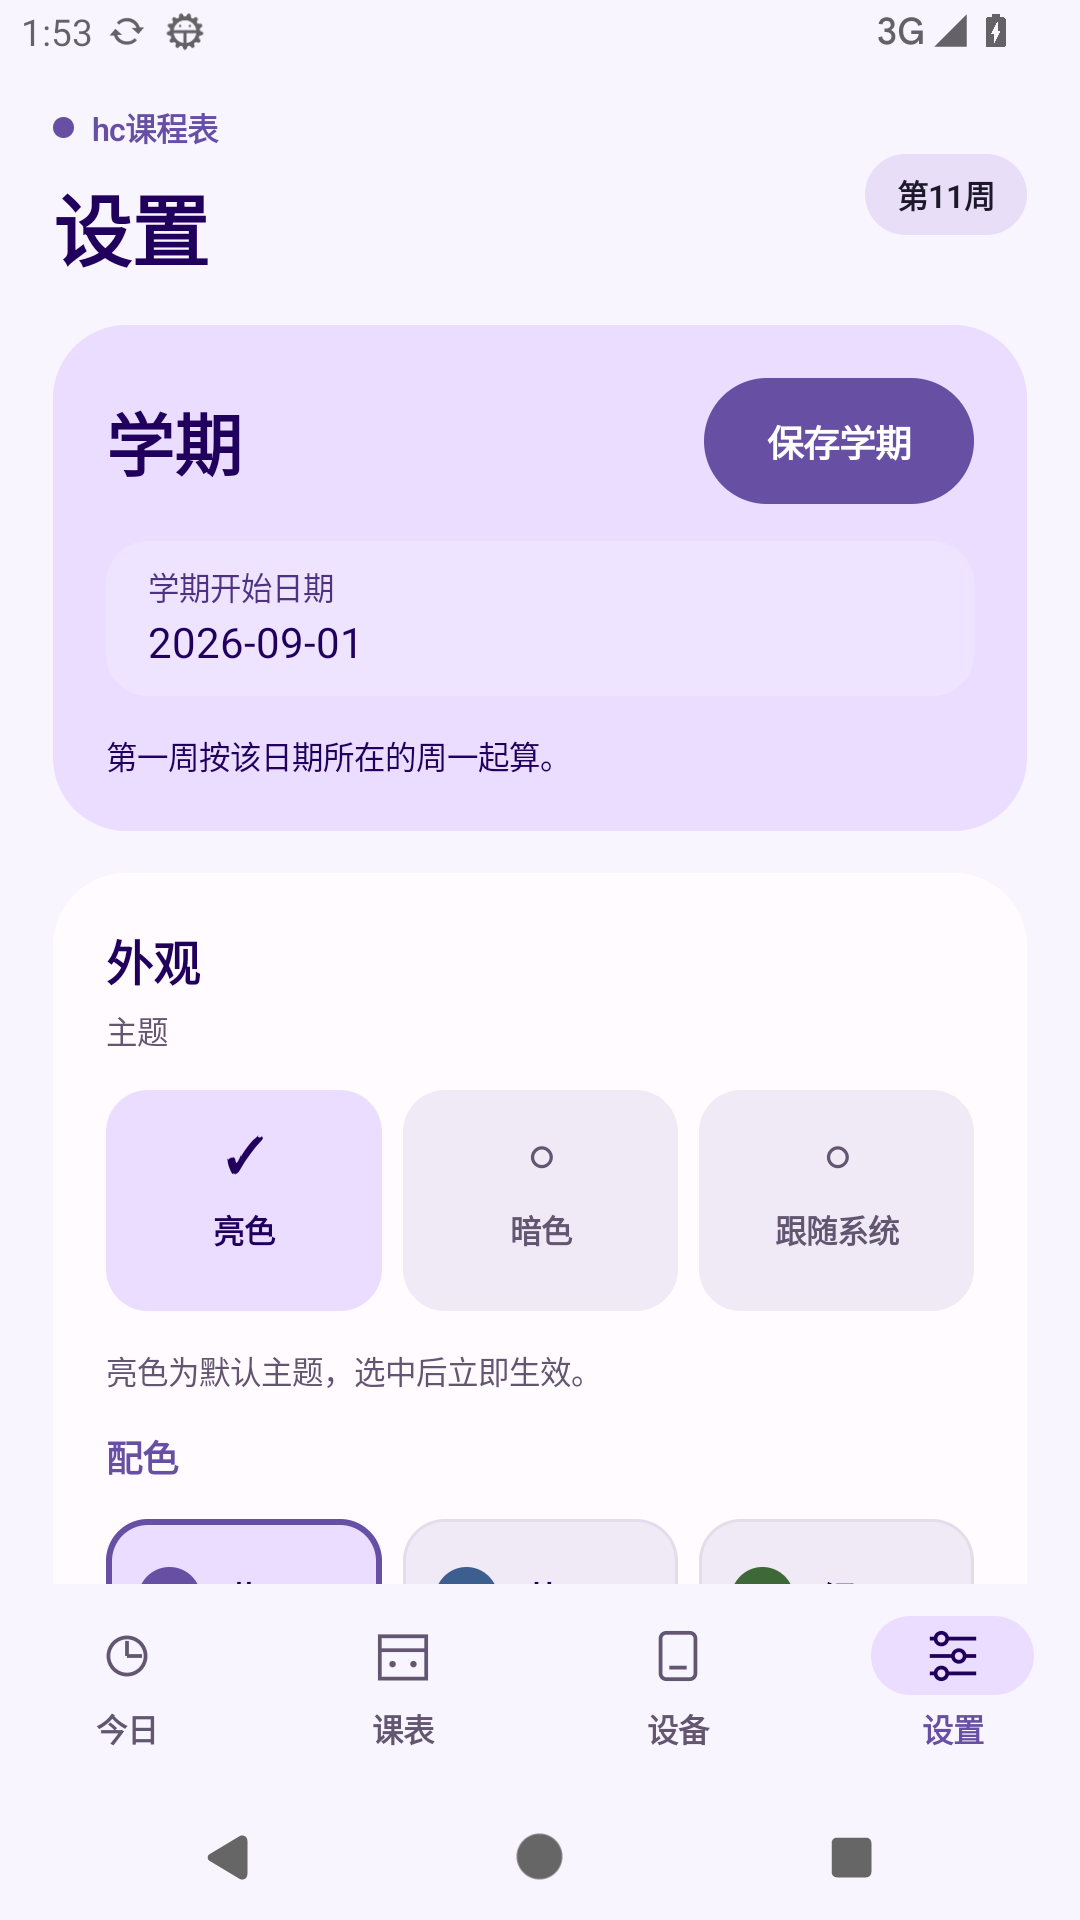 1:53
3G
hc课程表
设置
第11周
学期
保存学期
学期开始日期
2026-09-01
第一周按该日期所在的周一起算。
外观
主题
亮色
暗色
跟随系统
亮色为默认主题，选中后立即生效。
配色
今日
课表
设备
设置